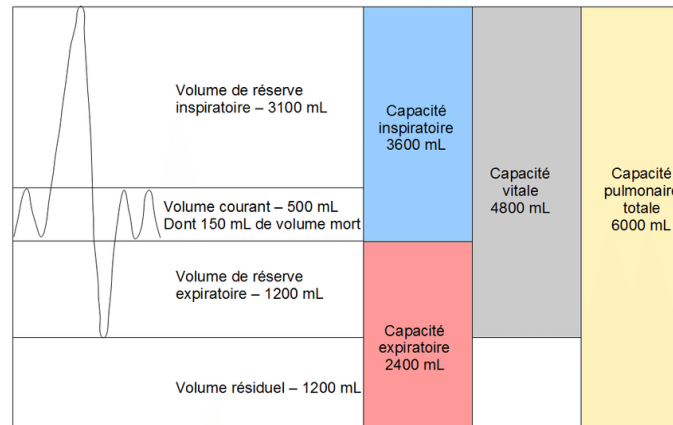 Volume de réserve
inspiratoire – 3100 mL
Volume courant – 500 mL
Dont 150 mL de volume mort
Volume de réserve
expiratoire – 1200 mL
Volume résiduel – 1200 mL
Capacité
inspiratoire
3600 mL
Capacité
expiratoire
2400 mL
Capacité
vitale
4800 mL
Capacité
pulmonaire
totale
6000 mL